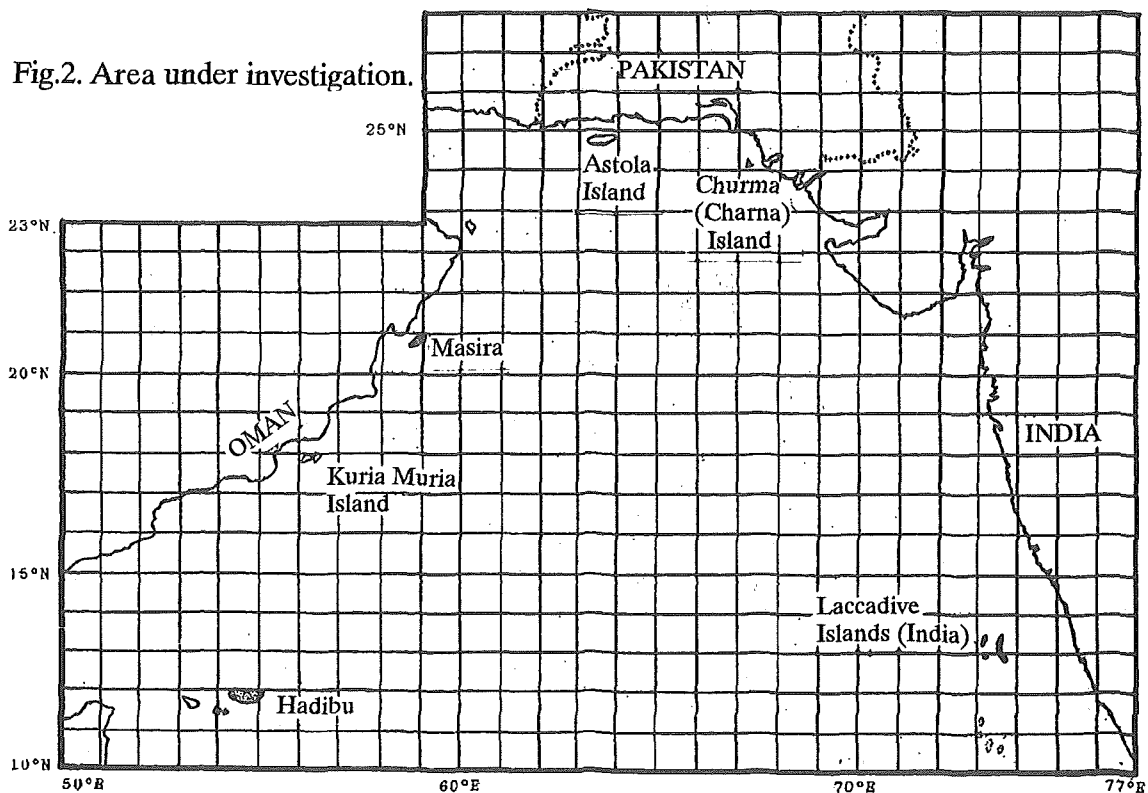 Fig.2. Area under investigation.
PAKISTAN
25°N
Astola
Island
Churma
(Charna)
Island
23°N
Masira
20°N
OMAN
INDIA
Kuria Muria
Island
15°N
Laccadive
Islands (India)
Hadibu
10°N
50°E
60°E
70°E
77°E